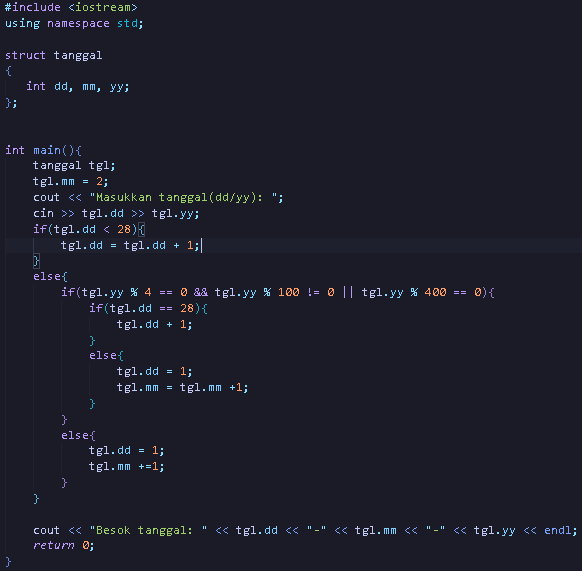 #include <iostream>
using namespace std;
struct tanggal
{
int dd, mm, yy;
};
int main(){
tanggal tgl;
tgl.mm = 2;
cout << "Masukkan tanggal(dd/yy): ";
cin >> tgl.dd >> tgl.yy;
if(tgl.dd < 28){
tgl.dd = tgl.dd + 1;
}
else{
if(tgl.yy % 4 == 0 && tgl.yy % 100 != 0 || tgl.yy % 400 == 0){
if(tgl.dd == 28){
tgl.dd + 1;
}
else{
tgl.dd = 1;
tgl.mm = tgl.mm +1;
}
}
else{
tgl.dd = 1;
tgl.mm +=1;
}
}
cout << "Besok tanggal: " << tgl.dd << "-" << tgl.mm << "-" << tgl.yy << endl;
return 0;
}